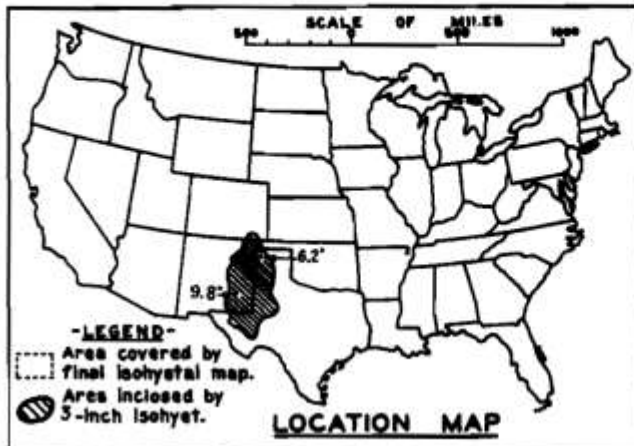 SCALE OF MILES
500 0 500 1000
6.2"
9.8"
-LEGEND-
Area covered by
final isohyetal map.
Area inclosed by
3-inch isohyet.
LOCATION MAP